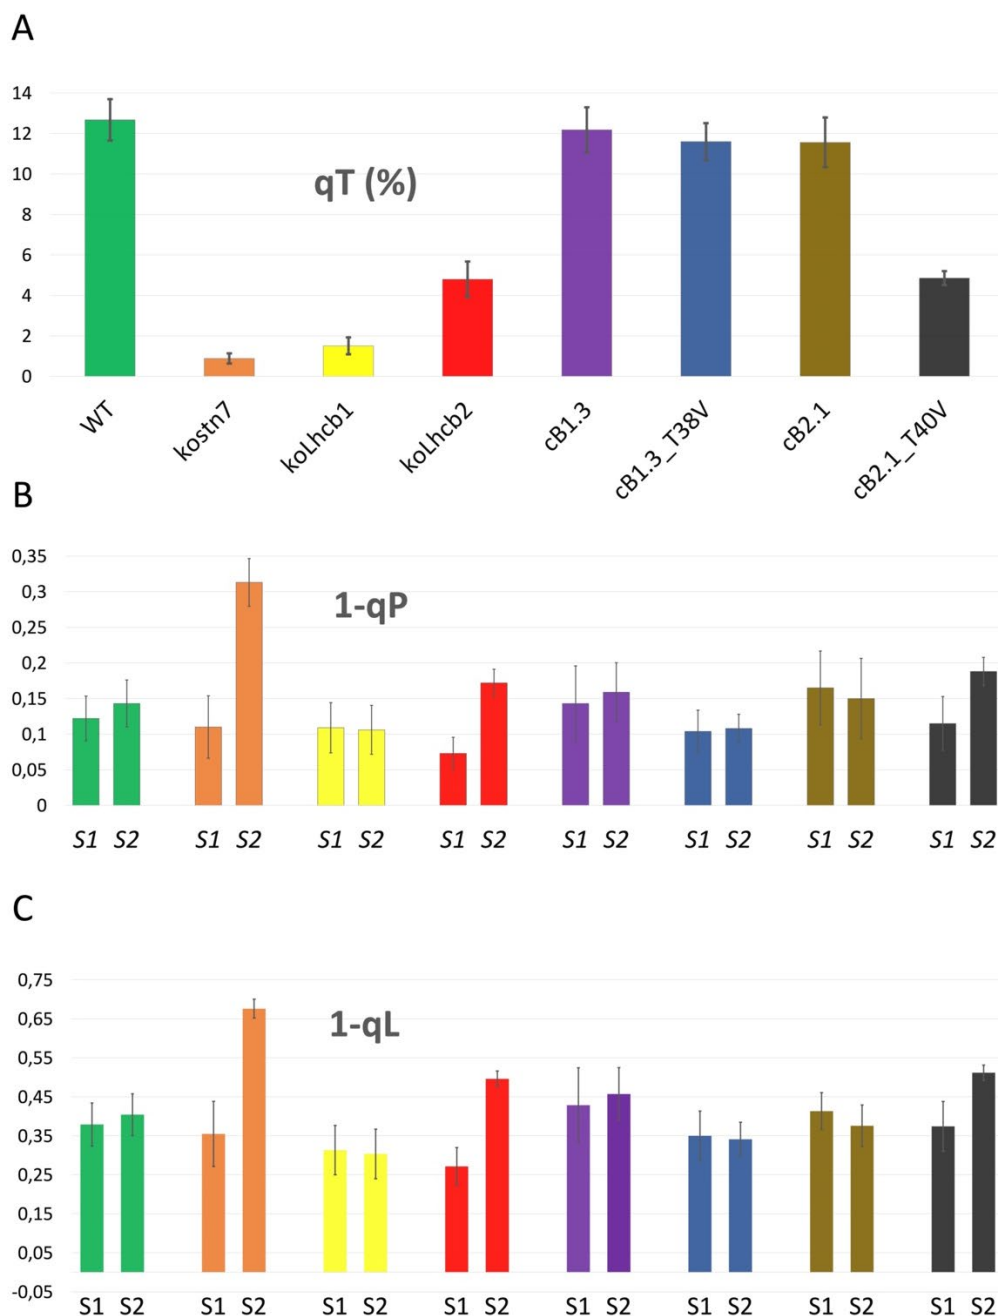 A
14
12
10
qT (%)
8
6
4
2
0
WT kostn7 koLhcb1 koLhcb2 cB1.3 cB1.3_T38V cB2.1 cB2.1_T40V
B
0,35
0,3
1-qP
0,25
0,2
0,15
0,1
0,05
0
S1 S2 S1 S2 S1 S2 S1 S2 S1 S2 S1 S2 S1 S2 S1 S2
C
0,75
0,65
1-qL
0,55
0,45
0,35
0,25
0,15
0,05
-0,05
S1 S2 S1 S2 S1 S2 S1 S2 S1 S2 S1 S2 S1 S2 S1 S2